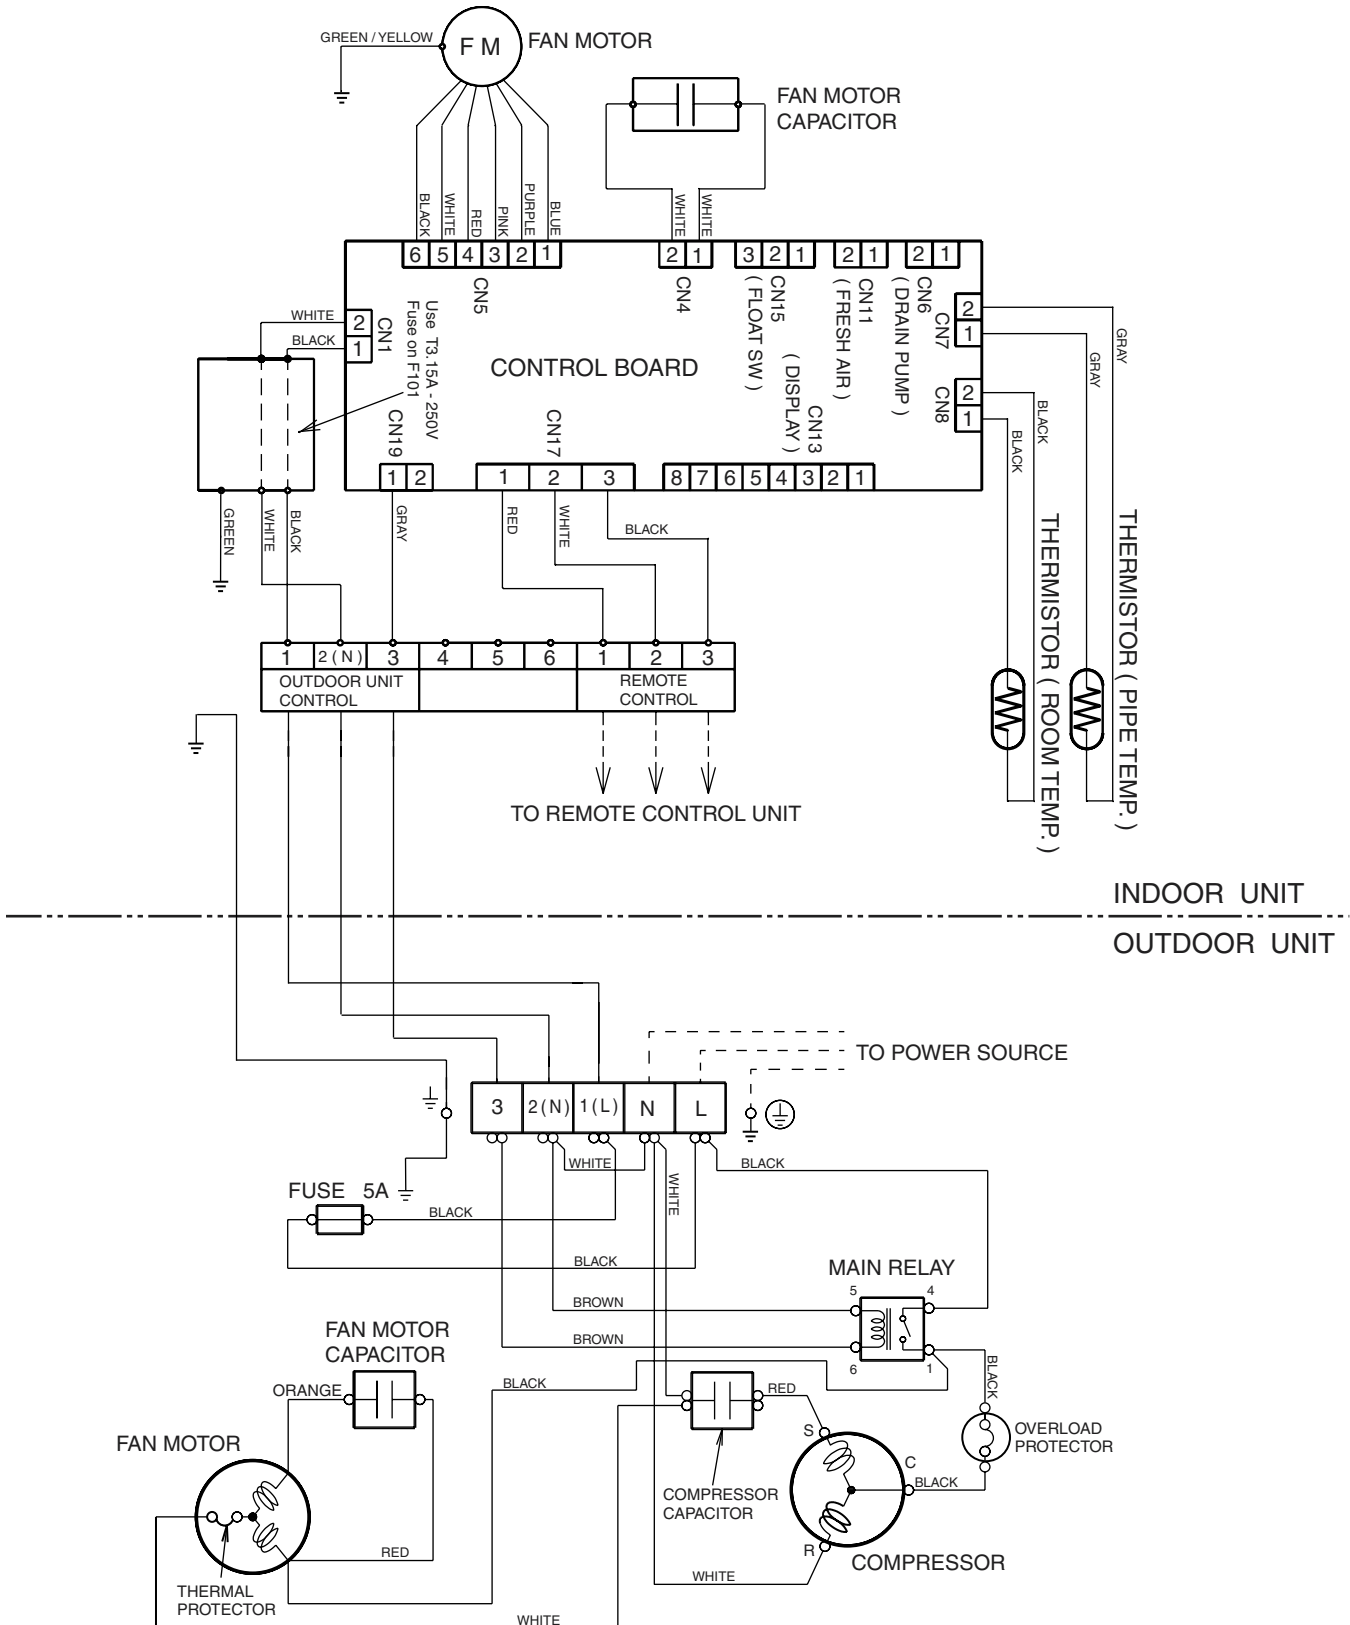 GREEN / YELLOW
F M
FAN MOTOR
FAN MOTOR
CAPACITOR
BLACK
WHITE
RED
PINK
PURPLE
BLUE
WHITE
WHITE
6 5 4 3 2 1
2 1
3 2 1
2 1
2 1
CN5
CN4
CN15
( FLOAT SW )
CN11
( FRESH AIR )
CN6
( DRAIN PUMP )
2
1
CN7
GRAY
GRAY
WHITE
BLACK
2
1
CN1
Use T3.15A - 250V
Fuse on F101
CONTROL BOARD
CN13
( DISPLAY )
2
1
CN8
BLACK
BLACK
CN19
CN17
1 2
1 2 3
8 7 6 5 4 3 2 1
GREEN
WHITE
BLACK
GRAY
RED
WHITE
BLACK
THERMISTOR ( ROOM TEMP. )
THERMISTOR ( PIPE TEMP. )
1 2 ( N ) 3 4 5 6 1 2 3
OUTDOOR UNIT
CONTROL
REMOTE
CONTROL
TO REMOTE CONTROL UNIT
INDOOR UNIT
OUTDOOR UNIT
TO POWER SOURCE
3 2 ( N ) 1 ( L ) N L
WHITE
WHITE
BLACK
FUSE 5A
BLACK
BLACK
MAIN RELAY
5 4
BROWN
BROWN
6 1
FAN MOTOR
CAPACITOR
ORANGE
BLACK
RED
BLACK
OVERLOAD
PROTECTOR
FAN MOTOR
S
C
BLACK
COMPRESSOR
CAPACITOR
R
COMPRESSOR
RED
WHITE
THERMAL
PROTECTOR
WHITE